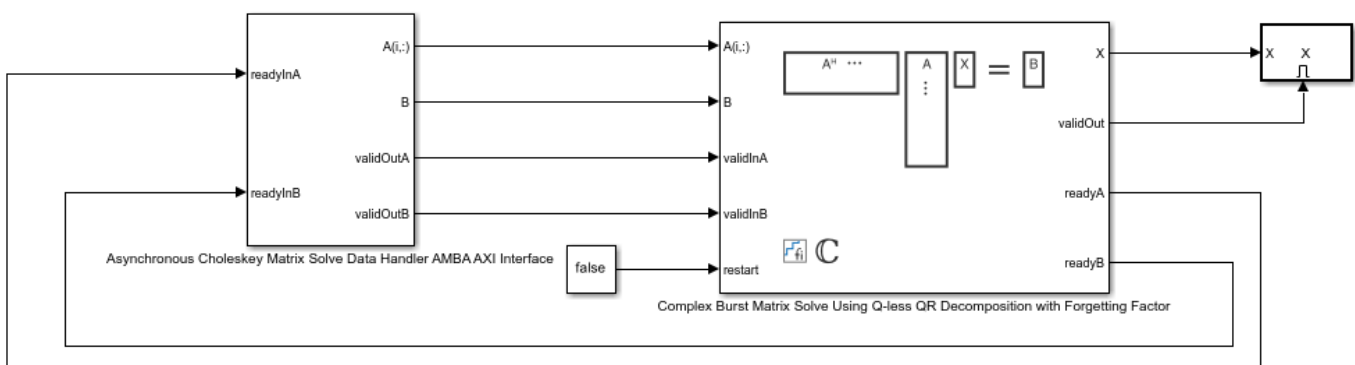 readyInA
readyInB
A(i,:)
B
validOutA
validOutB
Asynchronous Choleskey Matrix Solve Data Handler AMBA AXI Interface
false
A(i,:)
B
validInA
validInB
restart
Aᴴ ⋯
A
⋮
X
=
B
fi ℂ
X
validOut
readyA
readyB
Complex Burst Matrix Solve Using Q-less QR Decomposition with Forgetting Factor
X X